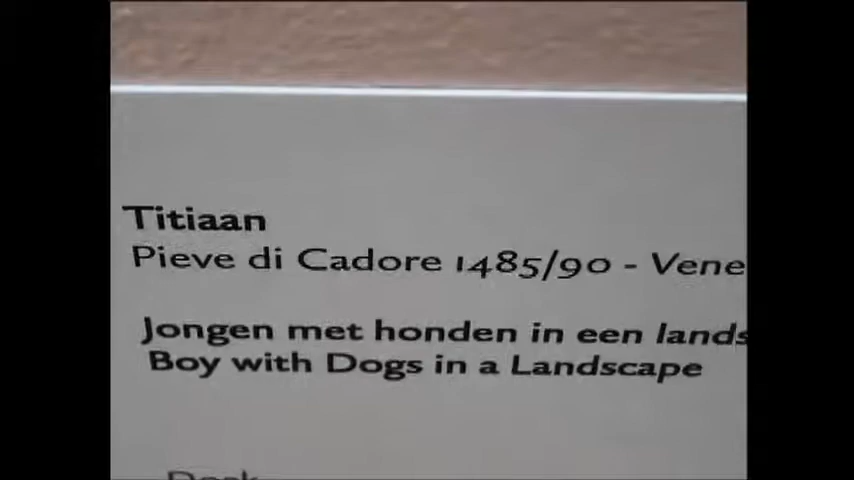 Titiaan
Pieve di Cadore 1485/90 - Vene
Jongen met honden in een lands
Boy with Dogs in a Landscape